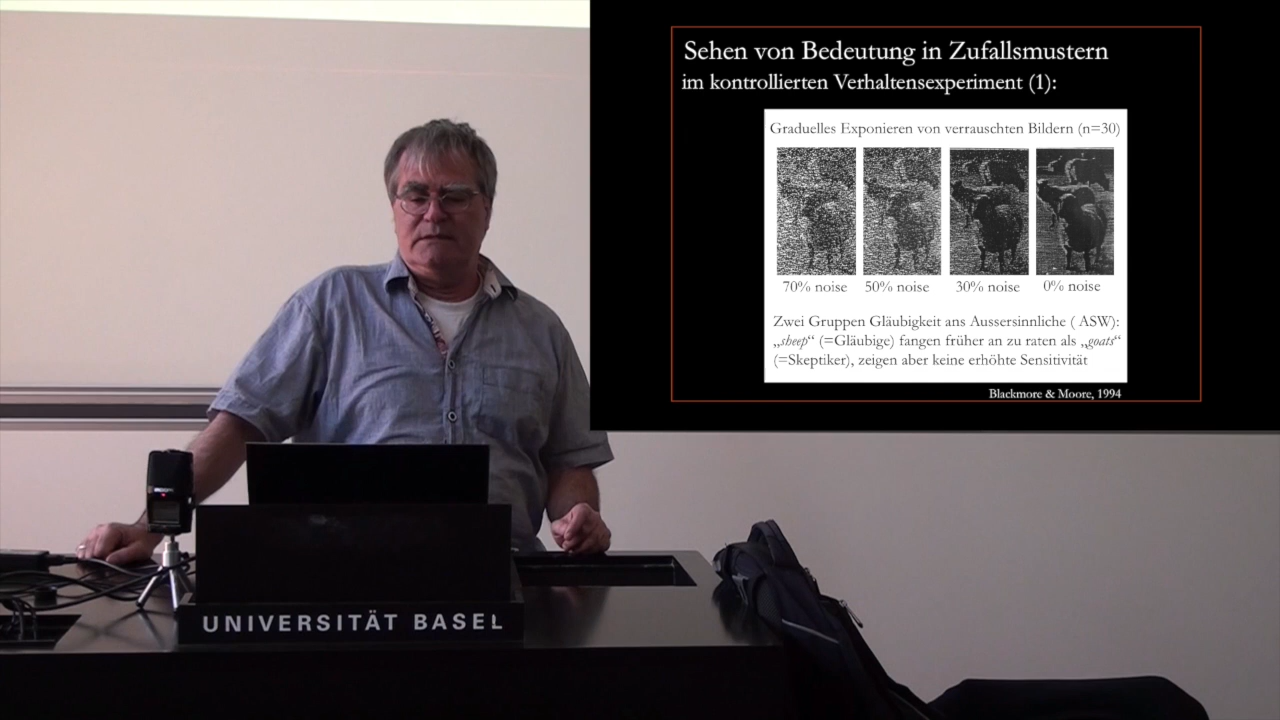 Sehen von Bedeutung in Zufallsmustern
im kontrollierten Verhaltensexperiment (1):
Graduelles Exponieren von verrauschten Bildern (n=30)
70% noise 50% noise 30% noise 0% noise
Zwei Gruppen Gläubigkeit ans Aussersinnliche ( ASW):
„sheep“ (=Gläubige) fangen früher an zu raten als „goats“
(=Skeptiker), zeigen aber keine erhöhte Sensitivität
Blackmore & Moore, 1994
UNIVERSITÄT BASEL